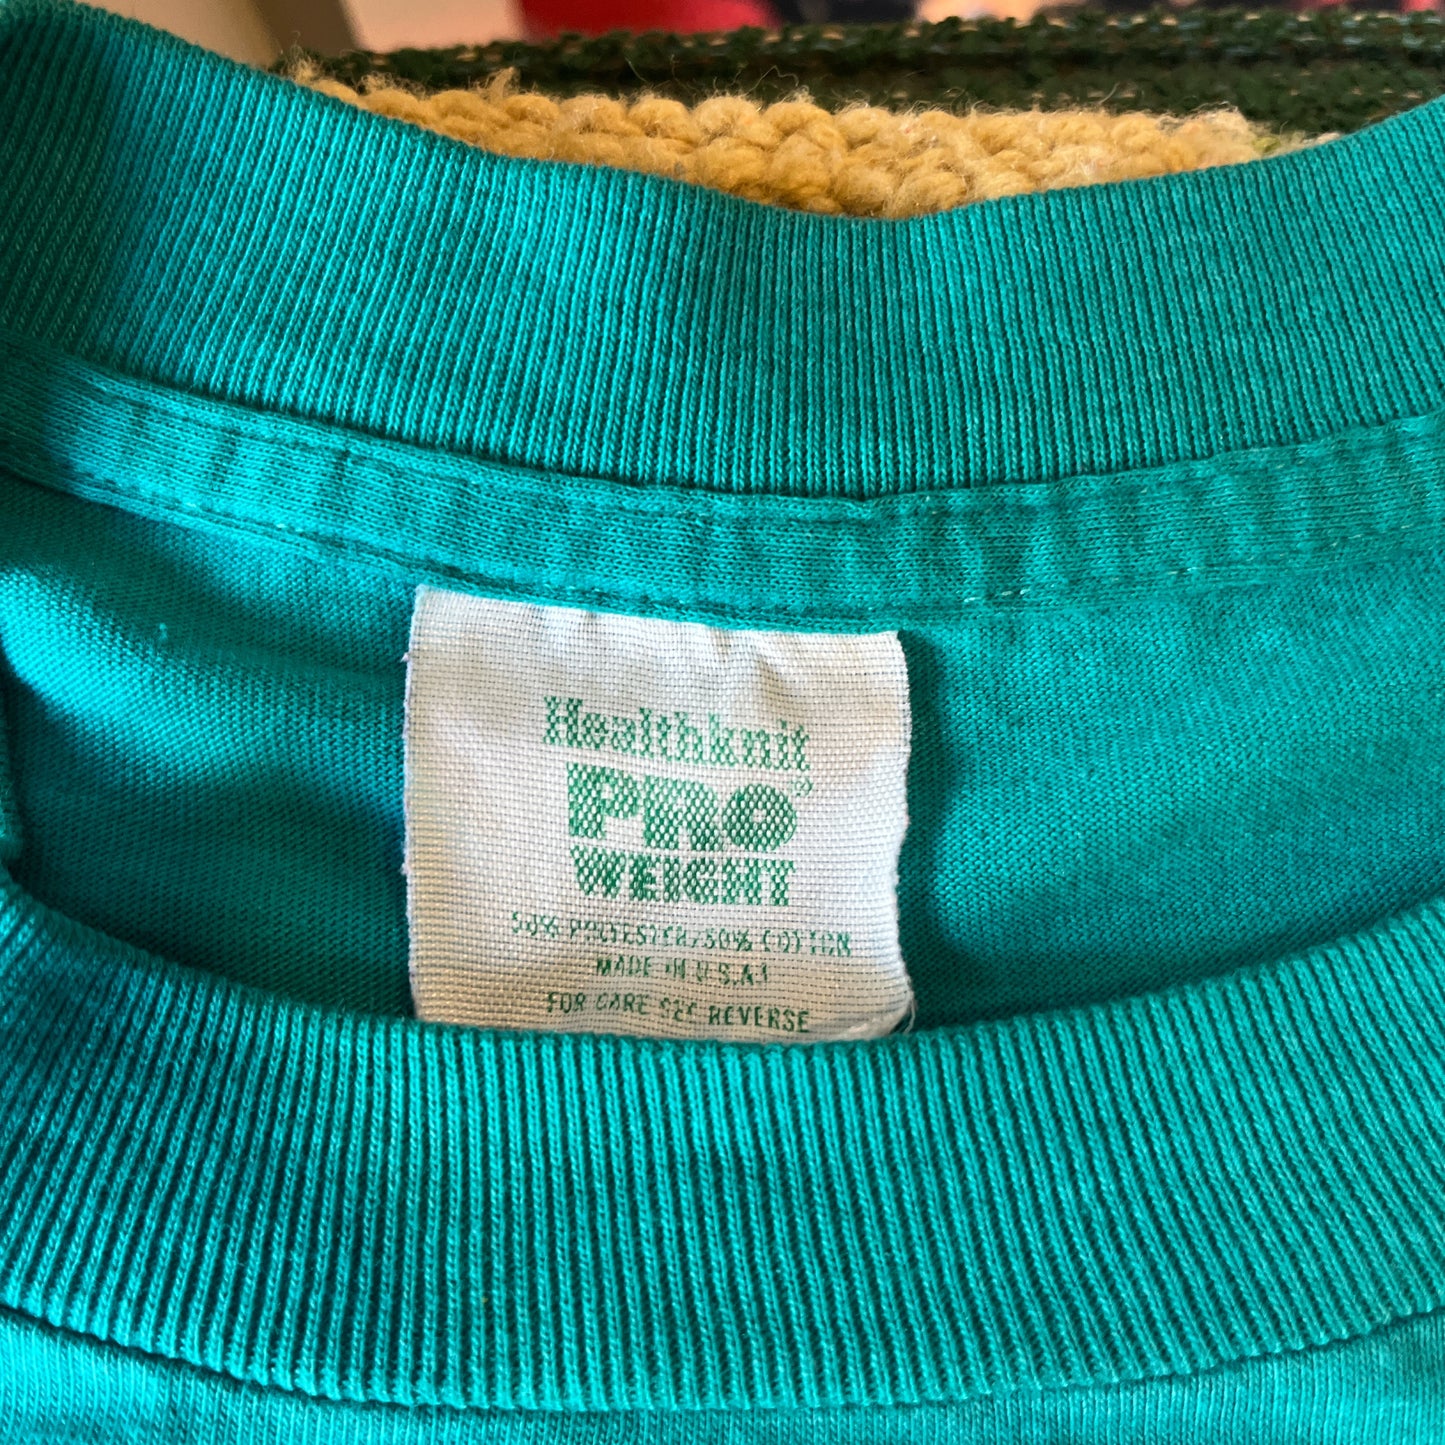 Healthknit®
PRO
WEIGHT
50% POLYESTER/50% COTTON
MADE IN U.S.A.
FOR CARE SEE REVERSE